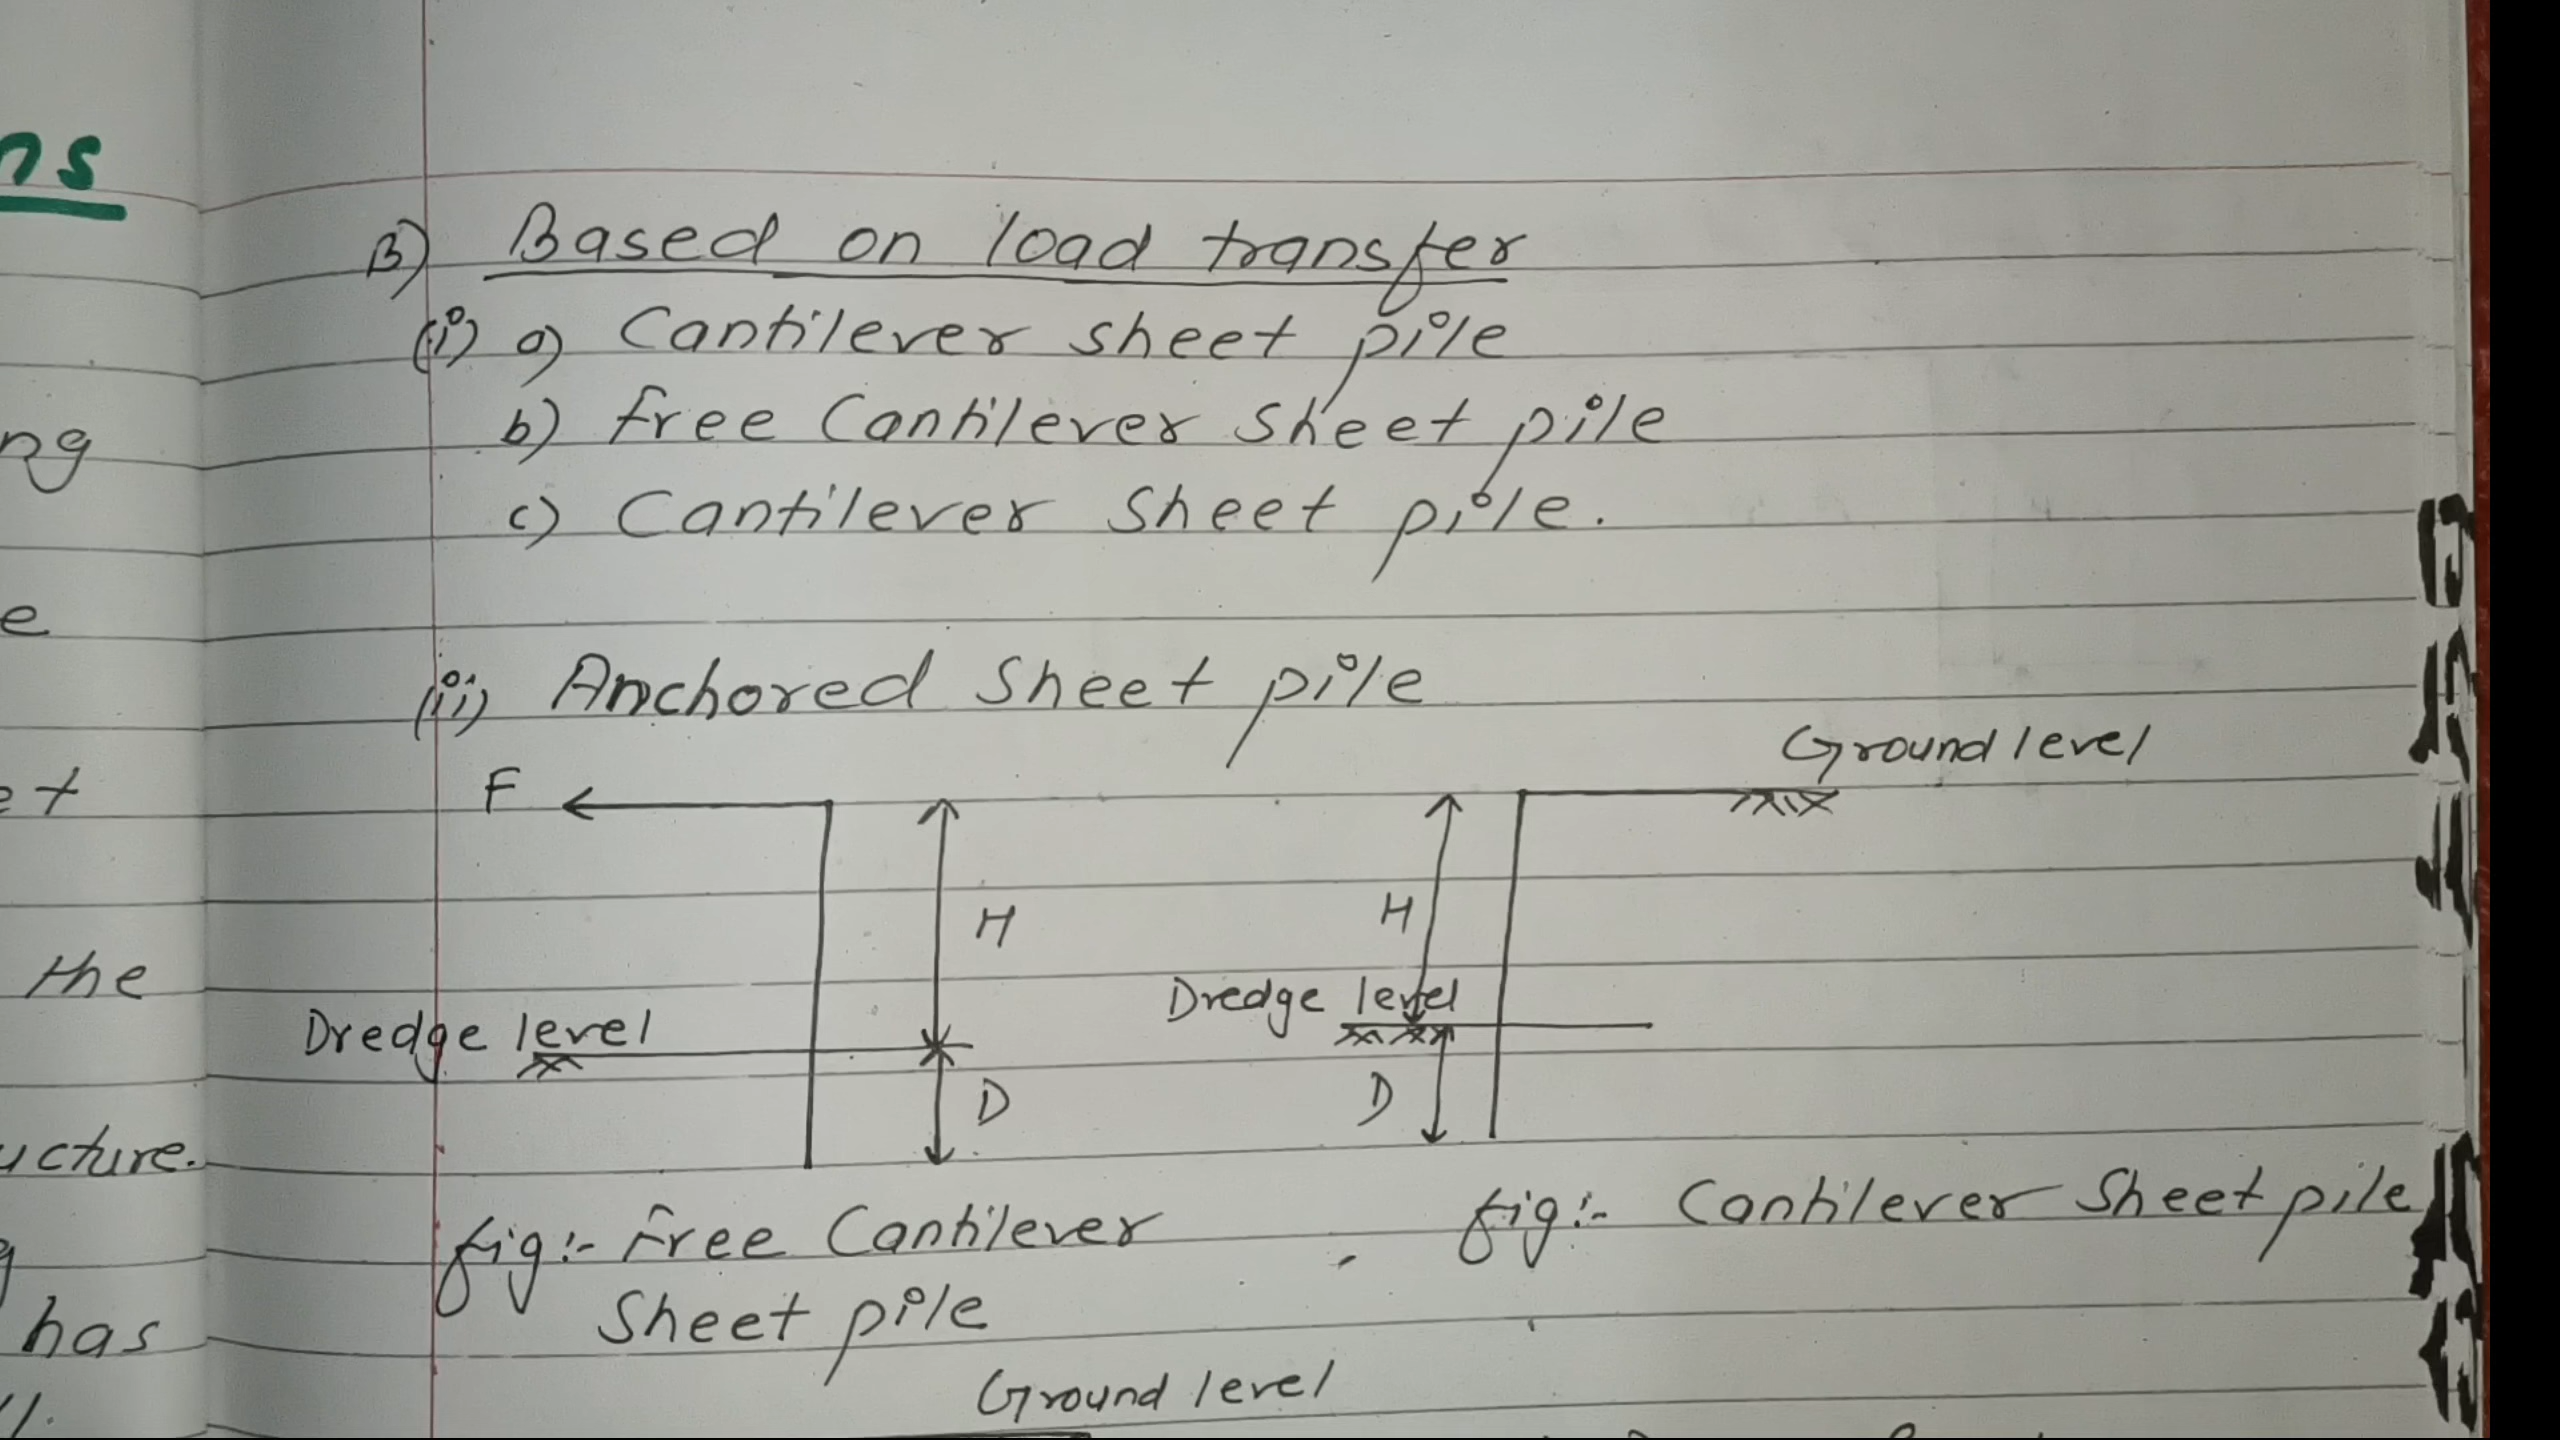 ns
ng
e
et
the
ucture.
g
has
B) Based on load transfer
(i) a) Cantilever sheet pile
b) free Cantilever sheet pile
c) Cantilever sheet pile.
(ii) Anchored sheet pile
Ground level
F
H
H
Dredge level
Dredge level
D
D
fig:- Free Cantilever
Sheet pile
fig:- Cantilever Sheet pile
Ground level